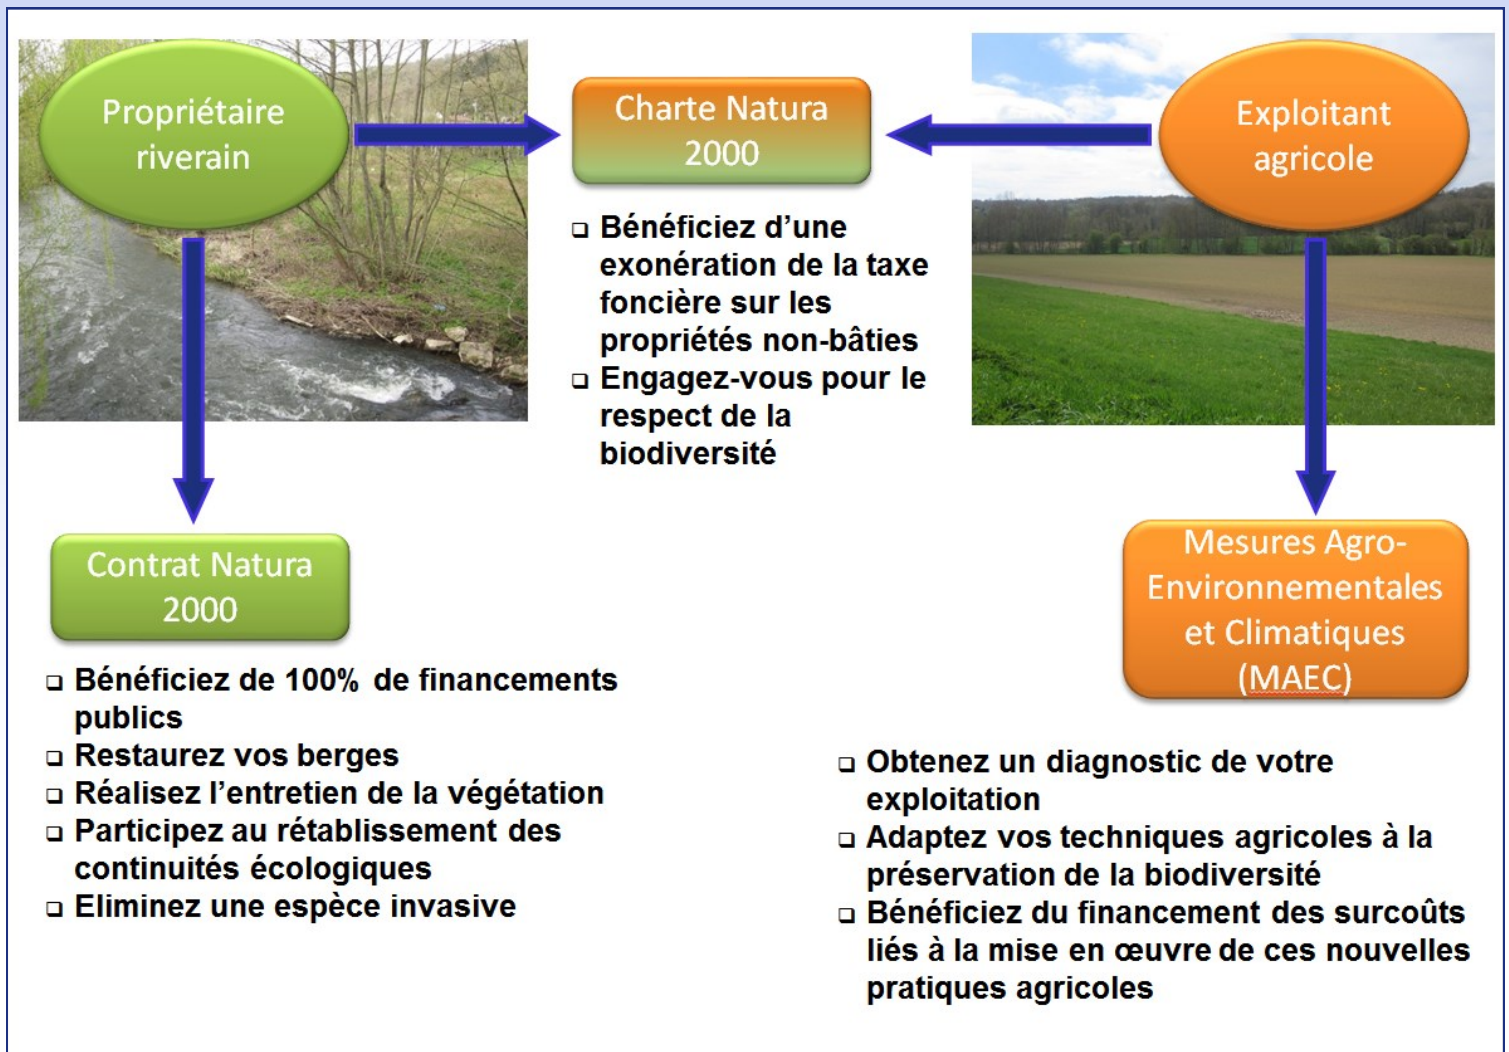 Propriétaire
riverain
Charte Natura
2000
Exploitant
agricole
❑ Bénéficiez d’une
exonération de la taxe
foncière sur les
propriétés non-bâties
❑ Engagez-vous pour le
respect de la
biodiversité
Contrat Natura
2000
❑ Bénéficiez de 100% de financements
publics
❑ Restaurez vos berges
❑ Réalisez l’entretien de la végétation
❑ Participez au rétablissement des
continuités écologiques
❑ Eliminez une espèce invasive
Mesures Agro-
Environnementales
et Climatiques
(MAEC)
❑ Obtenez un diagnostic de votre
exploitation
❑ Adaptez vos techniques agricoles à la
préservation de la biodiversité
❑ Bénéficiez du financement des surcoûts
liés à la mise en œuvre de ces nouvelles
pratiques agricoles